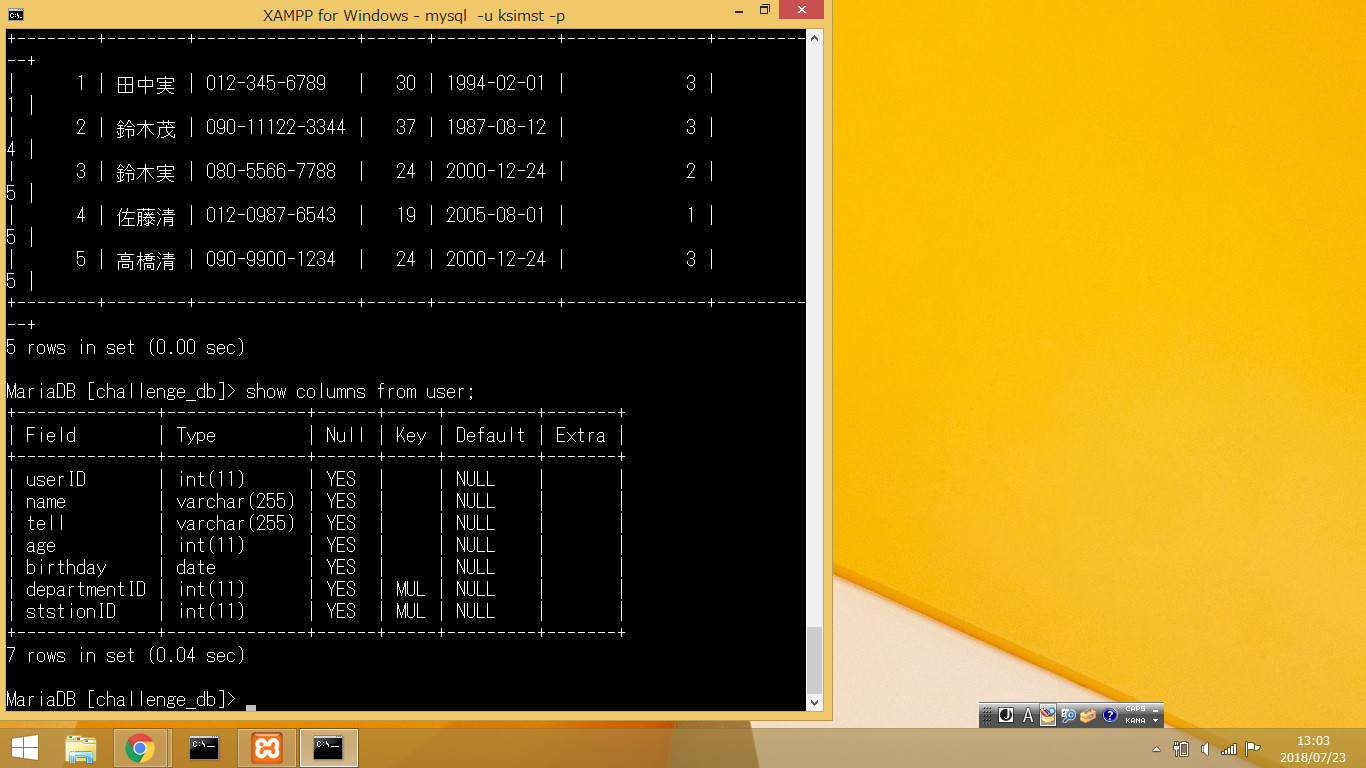 XAMPP for Windows - mysql  -u ksimst -p
+--------+--------+----------------+------+------------+--------------+---------
--+
|      1 | 田中実 | 012-345-6789   |   30 | 1994-02-01 |            3 |
1 |
|      2 | 鈴木茂 | 090-11122-3344 |   37 | 1987-08-12 |            3 |
4 |
|      3 | 鈴木実 | 080-5566-7788  |   24 | 2000-12-24 |            2 |
5 |
|      4 | 佐藤清 | 012-0987-6543  |   19 | 2005-08-01 |            1 |
5 |
|      5 | 高橋清 | 090-9900-1234  |   24 | 2000-12-24 |            3 |
5 |
+--------+--------+----------------+------+------------+--------------+---------
--+
5 rows in set (0.00 sec)
MariaDB [challenge_db]> show columns from user;
+--------------+--------------+------+-----+---------+-------+
| Field        | Type         | Null | Key | Default | Extra |
+--------------+--------------+------+-----+---------+-------+
| userID       | int(11)      | YES  |     | NULL    |       |
| name         | varchar(255) | YES  |     | NULL    |       |
| tell         | varchar(255) | YES  |     | NULL    |       |
| age          | int(11)      | YES  |     | NULL    |       |
| birthday     | date         | YES  |     | NULL    |       |
| departmentID | int(11)      | YES  | MUL | NULL    |       |
| ststionID    | int(11)      | YES  | MUL | NULL    |       |
+--------------+--------------+------+-----+---------+-------+
7 rows in set (0.04 sec)
MariaDB [challenge_db]>
A
CAPS
KANA
13:03
2018/07/23